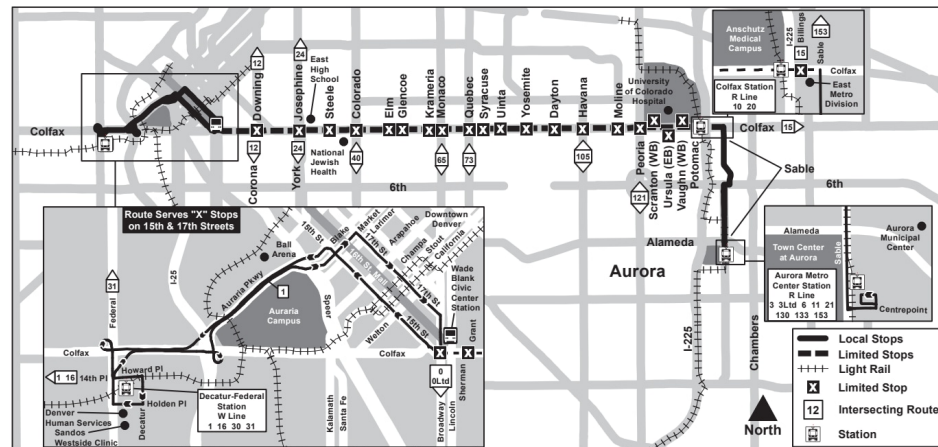 Colfax
12
Downing
24
Josephine
East
High
School
Steele
Colorado
Elm
Glencoe
Krameria
Monaco
Quebec
Syracuse
Ulnta
Yosemite
Dayton
Havana
Moline
University
of Colorado
Hospital
Peoria
Scranton (WB)
Ursula (EB)
Vaughn (WB)
Potomac
Colfax
15
12
Corona
24
York
National
Jewish
Health
40
65
73
105
121
6th
6th
Sable
Alameda
Aurora
I-225
Chambers
NORTH
Anschutz
Medical
Campus
I-225
15
Billings
Sable
153
Colfax
Colfax Station
R Line
10 20
East
Metro
Division
Alameda
Town Center
at Aurora
Sable
Aurora
Municipal
Center
Aurora Metro
Center Station
R Line
3 3Ltd 6 11 21
130 133 153
Centrepoint
Local Stops
Limited Stops
Light Rail
X Limited Stop
12 Intersecting Route
Station
Route Serves "X" Stops
on 15th & 17th Streets
31
Federal
I-25
Ball
Arena
Auraria Pkwy
1
Auraria
Campus
Speer
15th St
Blake
Market
Larimer
17th St
16th St. Mall
Arapahoe
Champa
Stout
California
Downtown
Denver
Wade
Blank
Civic
Center
Station
17th St
15th St
Welton
Grant
Colfax
Colfax
Sherman
0
0Ltd
Broadway
Lincoln
Kalamath
Santa Fe
1 16 14th Pl
Howard Pl
Holden Pl
Decatur
Decatur-Federal
Station
W Line
1 16 30 31
Denver
Human Services
Sandos
Westside Clinic